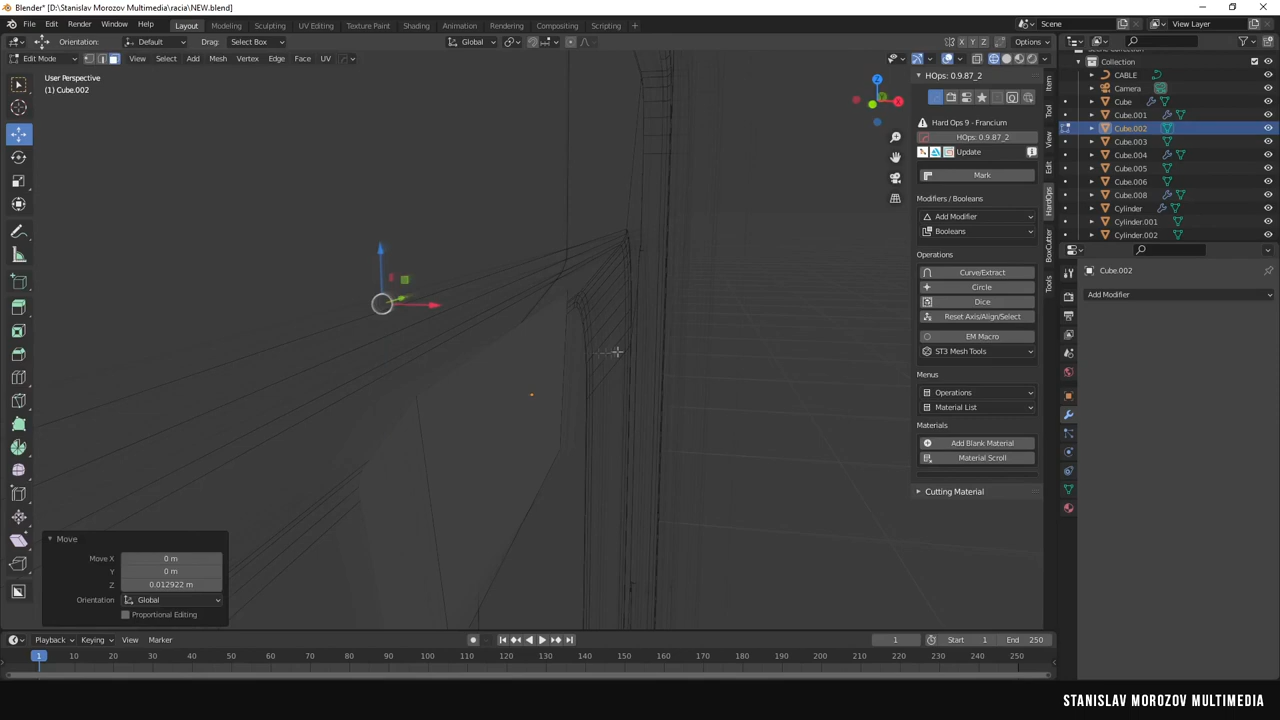 Blender* [D:\Stanislav Morozov Multimedia\racia\NEW.blend]
File Edit Render Window Help Layout Modeling Sculpting UV Editing Texture Paint Shading Animation Rendering Compositing Scripting + Scene View Layer
Orientation: Default Drag: Select Box Global X Y Z Options
Edit Mode View Select Add Mesh Vertex Edge Face UV
User Perspective
(1) Cube.002
HOps: 0.9.87_2
Hard Ops 9 - Francium
HOps: 0.9.87_2
Update
Mark
Modifiers / Booleans
Add Modifier
Booleans
Operations
Curve/Extract
Circle
Dice
Reset Axis/Align/Select
EM Macro
ST3 Mesh Tools
Menus
Operations
Material List
Materials
Add Blank Material
Material Scroll
Cutting Material
Item
Tool
View
Edit
HardOps
BoxCutter
Tools
Collection
CABLE
Camera
Cube
Cube.001
Cube.002
Cube.003
Cube.004
Cube.005
Cube.006
Cube.008
Cylinder
Cylinder.001
Cylinder.002
Cube.002
Add Modifier
Z
X
Move
Move X 0 m
Y 0 m
Z 0.012922 m
Orientation Global
Proportional Editing
Playback Keying View Marker 1 Start 1 End 250
1 10 20 30 40 50 60 70 80 90 100 110 120 130 140 150 160 170 180 190 200 210 220 230 240 250
STANISLAV MOROZOV MULTIMEDIA